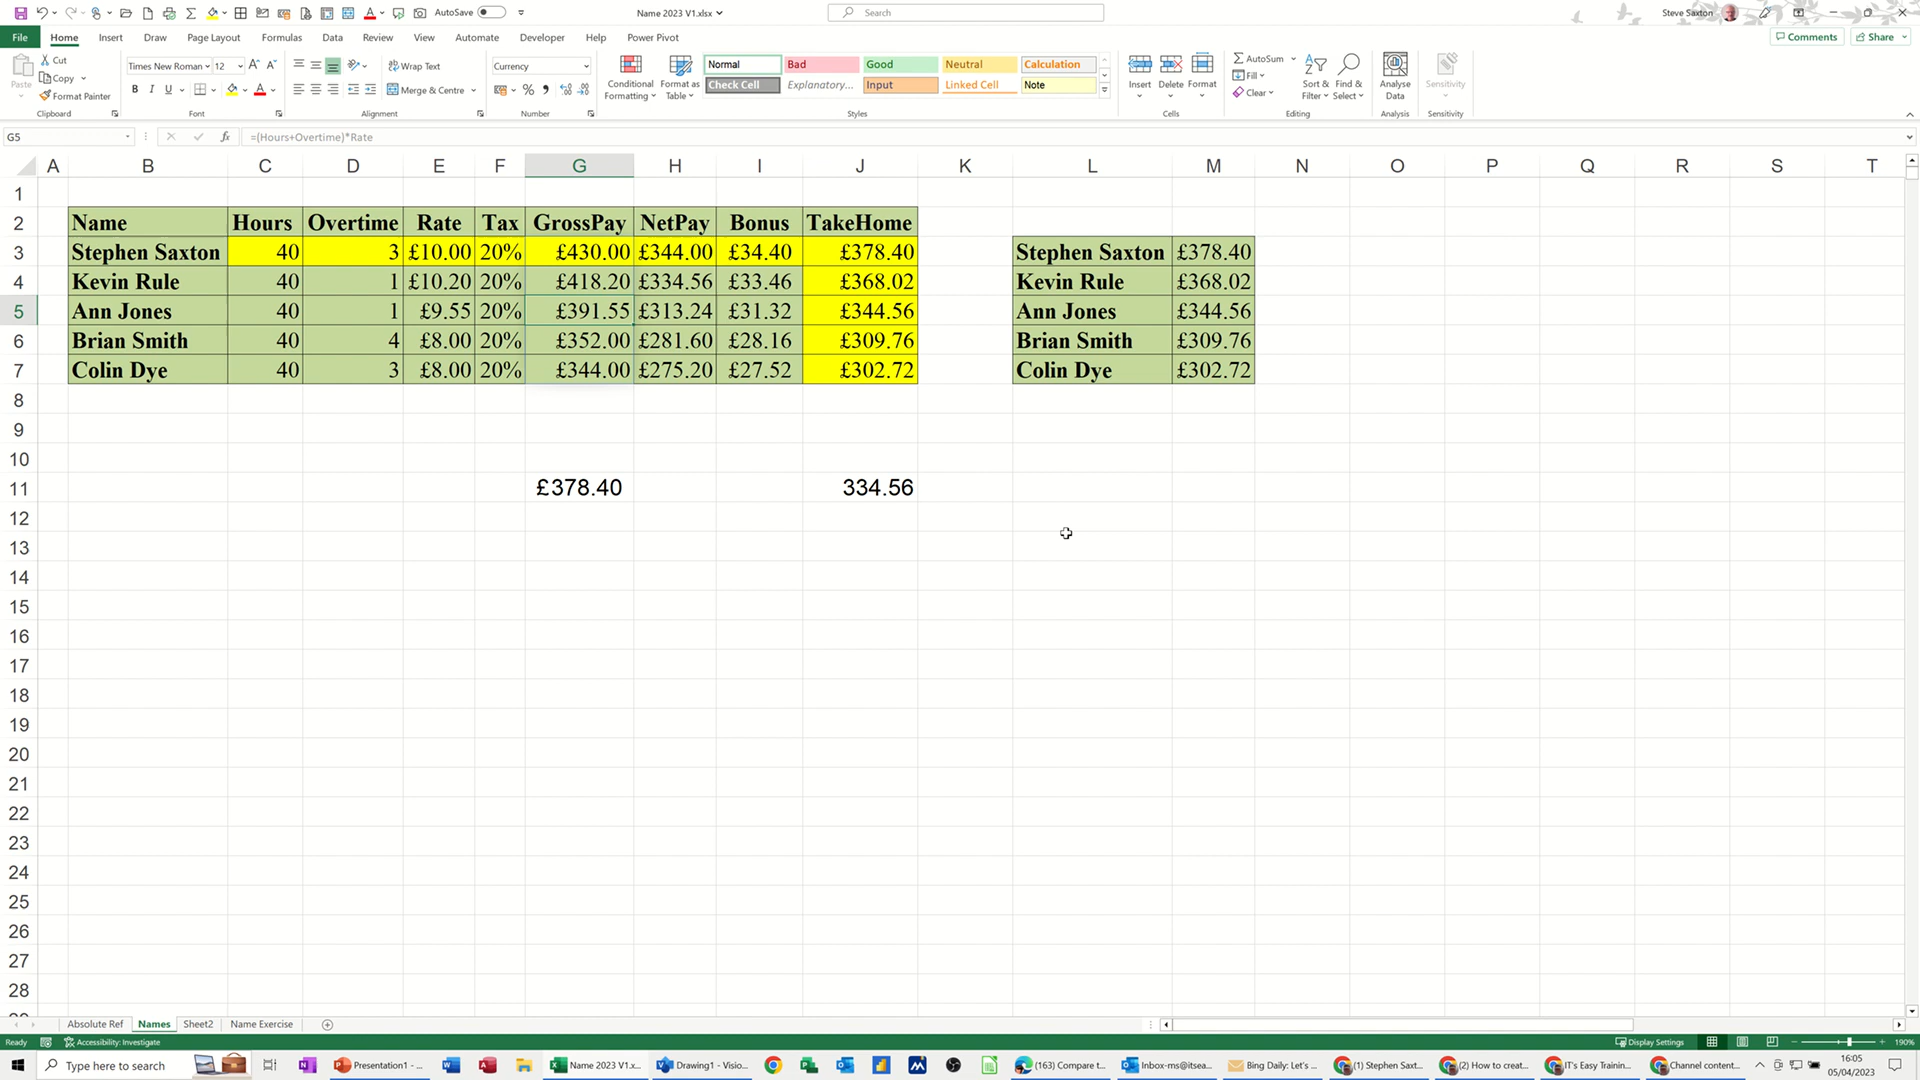 AutoSave
Name 2023 V1.xlsx
Search
Steve Saxton
File Home Insert Draw Page Layout Formulas Data Review View Automate Developer Help Power Pivot
Comments Share
Paste
Cut
Copy
Format Painter
Clipboard
Times New Roman 12
B I U
Font
Wrap Text
Merge & Centre
Alignment
Currency
Number
Conditional Formatting
Format as Table
Normal Bad Good Neutral Calculation
Check Cell Explanatory... Input Linked Cell Note
Styles
Insert Delete Format
Cells
AutoSum
Fill
Clear
Sort & Filter
Find & Select
Editing
Analyse Data
Analysis
Sensitivity
Sensitivity
G5 fx =(Hours+Overtime)*Rate
A B C D E F G H I J K L M N O P Q R S T
1
2 Name Hours Overtime Rate Tax GrossPay NetPay Bonus TakeHome
3 Stephen Saxton 40 3 £10.00 20% £430.00 £344.00 £34.40 £378.40 Stephen Saxton £378.40
4 Kevin Rule 40 1 £10.20 20% £418.20 £334.56 £33.46 £368.02 Kevin Rule £368.02
5 Ann Jones 40 1 £9.55 20% £391.55 £313.24 £31.32 £344.56 Ann Jones £344.56
6 Brian Smith 40 4 £8.00 20% £352.00 £281.60 £28.16 £309.76 Brian Smith £309.76
7 Colin Dye 40 3 £8.00 20% £344.00 £275.20 £27.52 £302.72 Colin Dye £302.72
8
9
10
11 £378.40 334.56
12
13
14
15
16
17
18
19
20
21
22
23
24
25
26
27
28
Absolute Ref Names Sheet2 Name Exercise
Ready Accessibility: Investigate Display Settings 190%
Type here to search Presentation1 - ... Name 2023 V1.x... Drawing1 - Visio... (163) Compare t... Inbox-ms@itsea... Bing Daily: Let's ... (1) Stephen Saxt... (2) How to creat... IT's Easy Trainin... Channel content...
16:05
05/04/2023